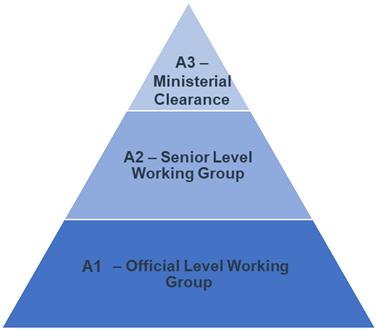 A3 –
Ministerial
Clearance
A2 – Senior Level
Working Group
A1 – Official Level Working
Group